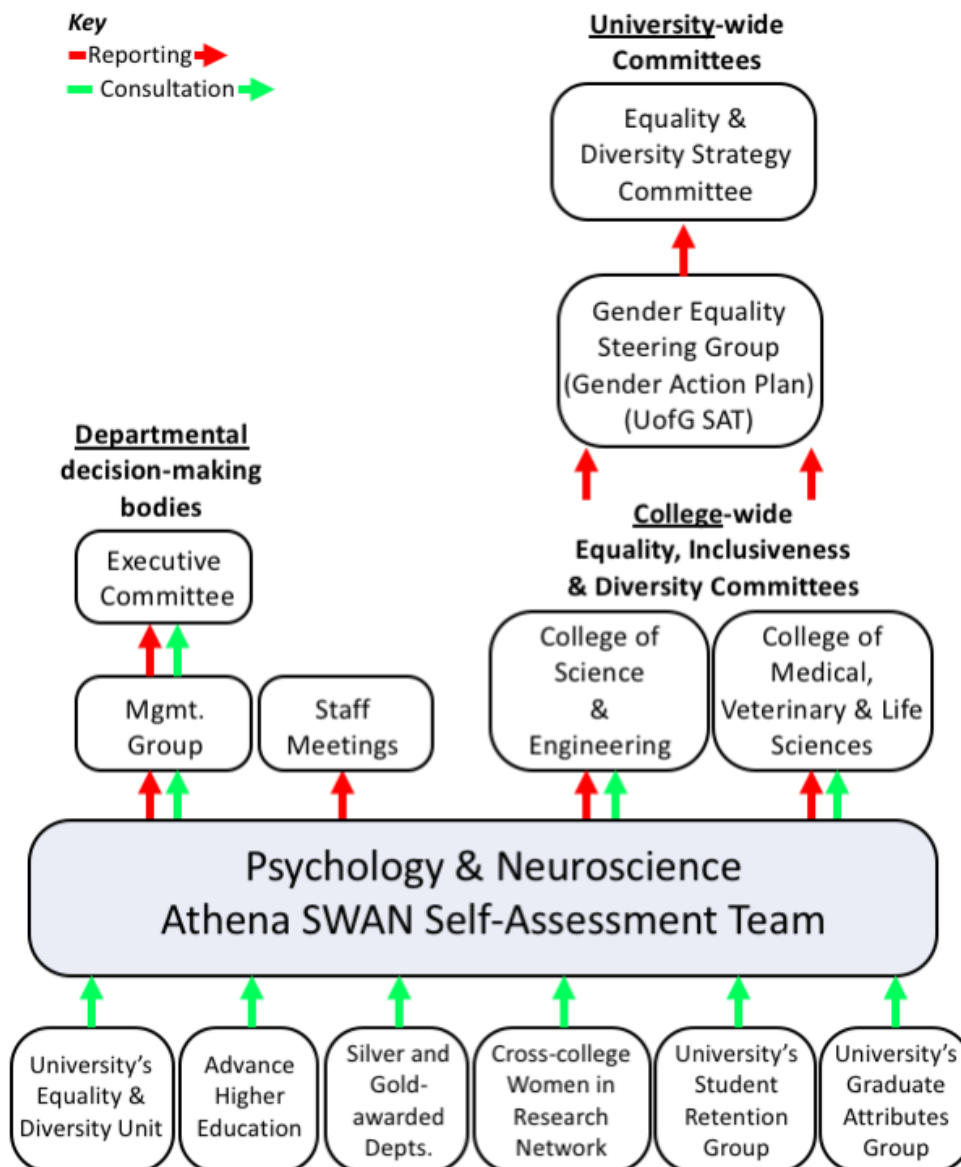 Key
Reporting
Consultation
University-wide
Committees
Equality &
Diversity Strategy
Committee
Gender Equality
Steering Group
(Gender Action Plan)
(UofG SAT)
Departmental
decision-making
bodies
Executive
Committee
Mgmt.
Group
Staff
Meetings
College-wide
Equality, Inclusiveness
& Diversity Committees
College of
Science
&
Engineering
College of
Medical,
Veterinary & Life
Sciences
Psychology & Neuroscience
Athena SWAN Self-Assessment Team
University's
Equality &
Diversity Unit
Advance
Higher
Education
Silver and
Gold-
awarded
Depts.
Cross-college
Women in
Research
Network
University's
Student
Retention
Group
University's
Graduate
Attributes
Group